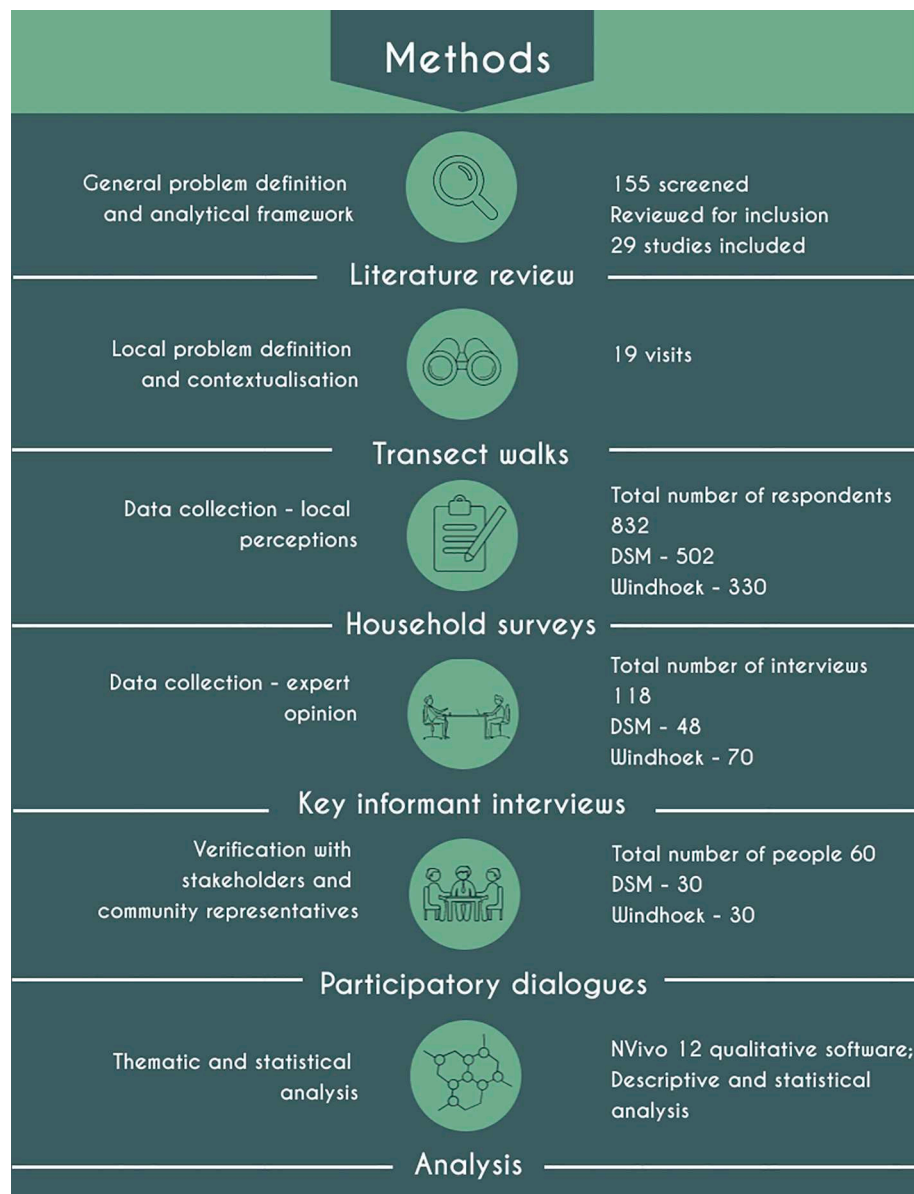 Methods
General problem definition
and analytical framework
155 screened
Reviewed for inclusion
29 studies included
Literature review
Local problem definition
and contextualisation
19 visits
Transect walks
Data collection - local
perceptions
Total number of respondents
832
DSM - 502
Windhoek - 330
Household surveys
Data collection - expert
opinion
Total number of interviews
118
DSM - 48
Windhoek - 70
Key informant interviews
Verification with
stakeholders and
community representatives
Total number of people 60
DSM - 30
Windhoek - 30
Participatory dialogues
Thematic and statistical
analysis
NVivo 12 qualitative software;
Descriptive and statistical
analysis
Analysis